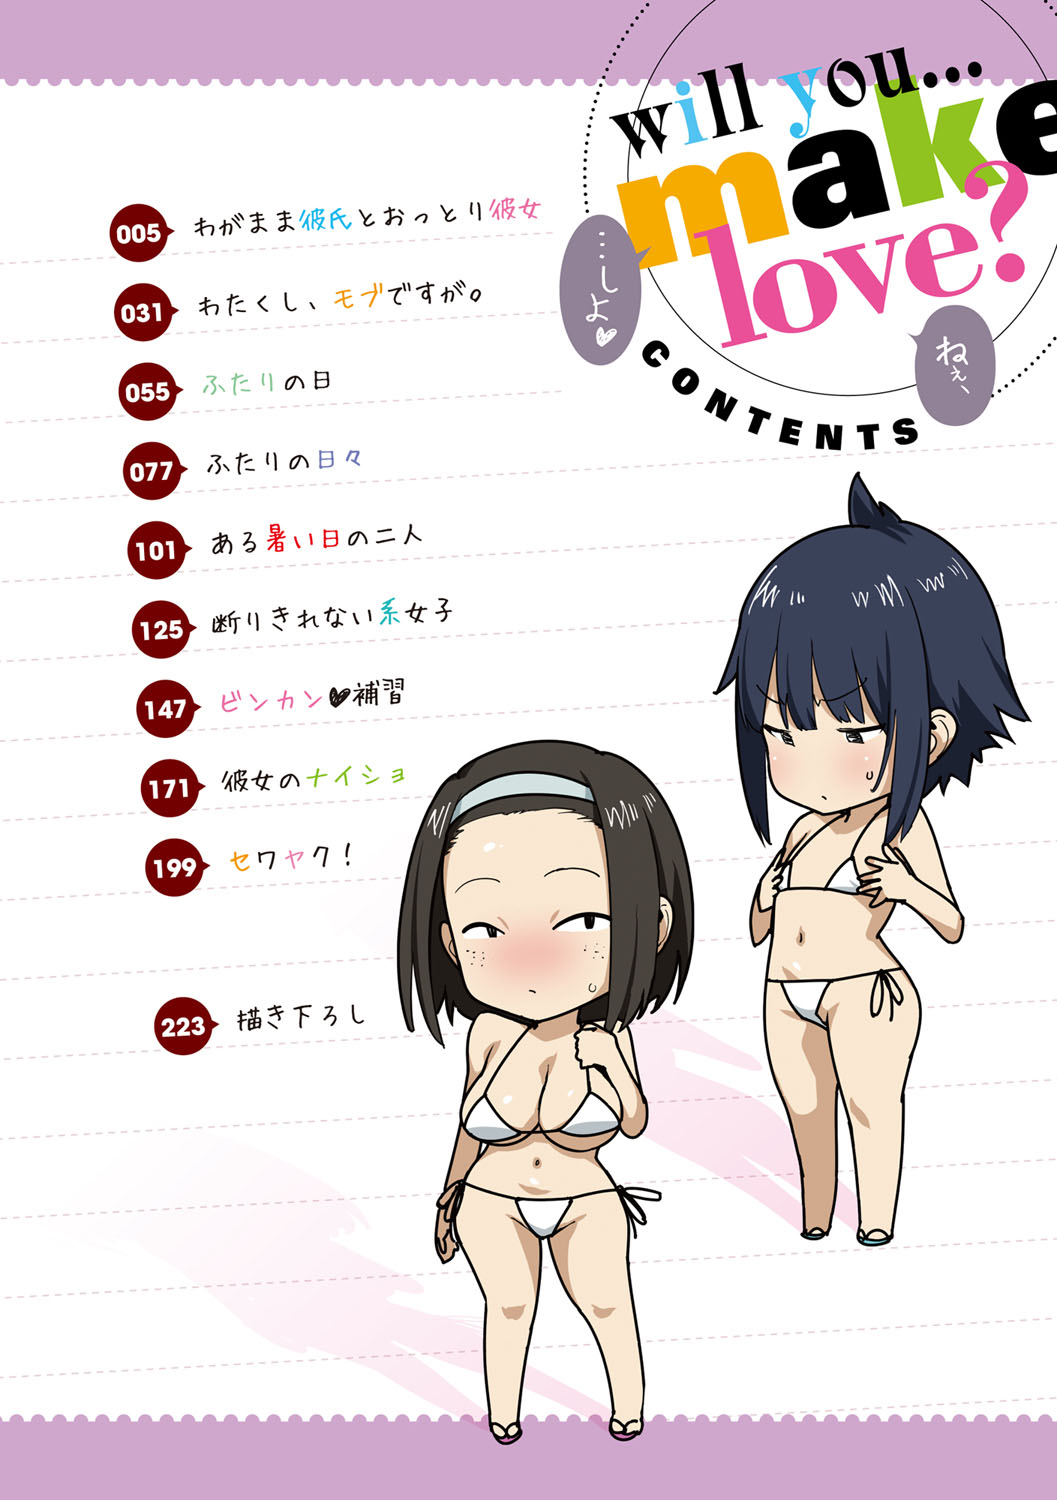 will you...
make
love?
ねぇ、
…しよ♥
CONTENTS
005 わがまま彼氏とおっとり彼女
031 わたくし、モブですが。
055 ふたりの日
077 ふたりの日々
101 ある暑い日の二人
125 断りきれない系女子
147 ビンカン♥補習
171 彼女のナイショ
199 セワヤク！
223 描き下ろし